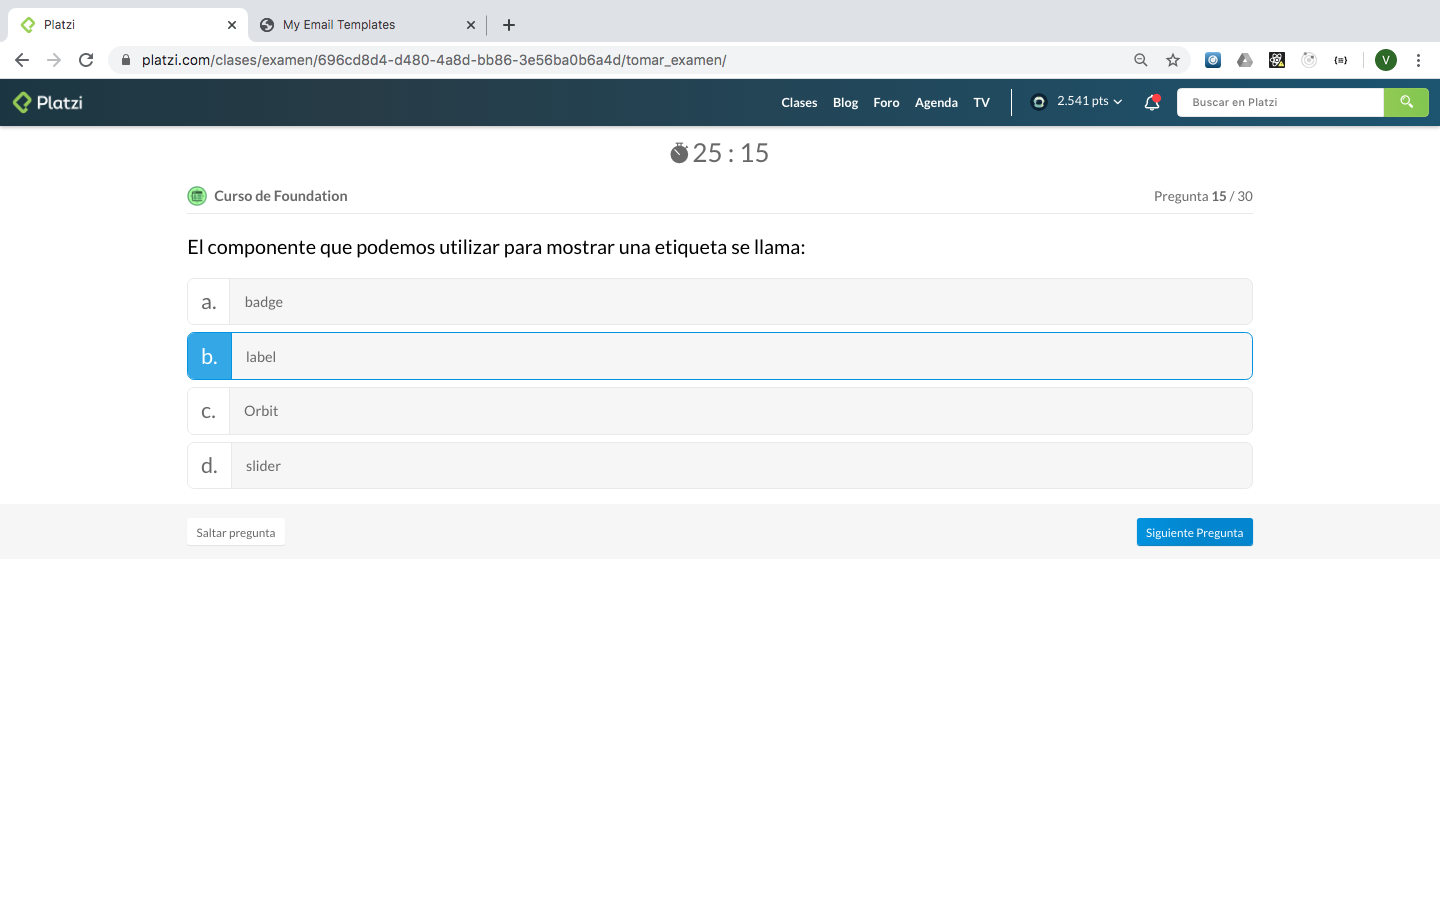 Platzi
My Email Templates
platzi.com/clases/examen/696cd8d4-d480-4a8d-bb86-3e56ba0b6a4d/tomar_examen/
V
Platzi
Clases
Blog
Foro
Agenda
TV
2.541 pts
Buscar en Platzi
25 : 15
Curso de Foundation
Pregunta 15 / 30
El componente que podemos utilizar para mostrar una etiqueta se llama:
a. badge
b. label
c. Orbit
d. slider
Saltar pregunta
Siguiente Pregunta